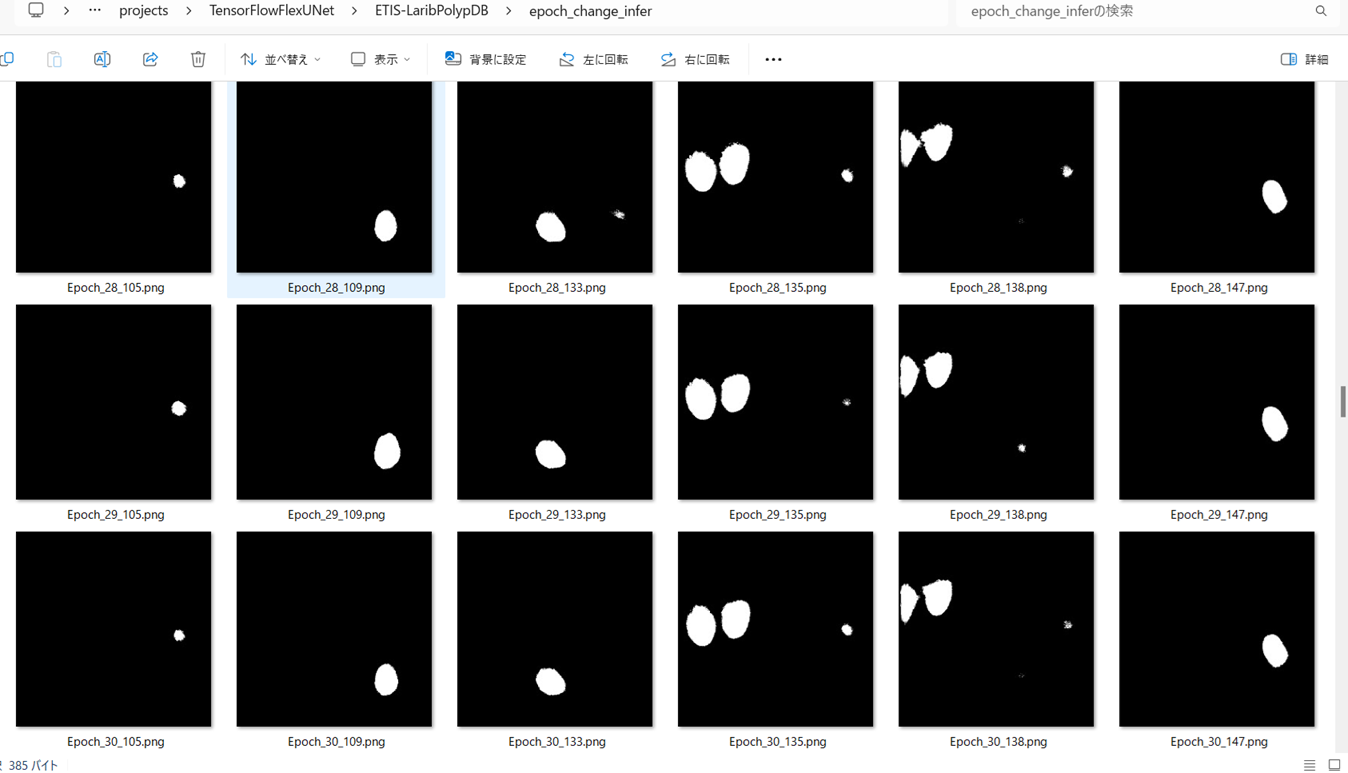 … projects TensorFlowFlexUNet ETIS-LaribPolypDB epoch_change_infer epoch_change_inferの検索
並べ替え 表示 背景に設定 左に回転 右に回転 … 詳細
Epoch_28_105.png Epoch_28_109.png Epoch_28_133.png Epoch_28_135.png Epoch_28_138.png Epoch_28_147.png
Epoch_29_105.png Epoch_29_109.png Epoch_29_133.png Epoch_29_135.png Epoch_29_138.png Epoch_29_147.png
Epoch_30_105.png Epoch_30_109.png Epoch_30_133.png Epoch_30_135.png Epoch_30_138.png Epoch_30_147.png
385 バイト